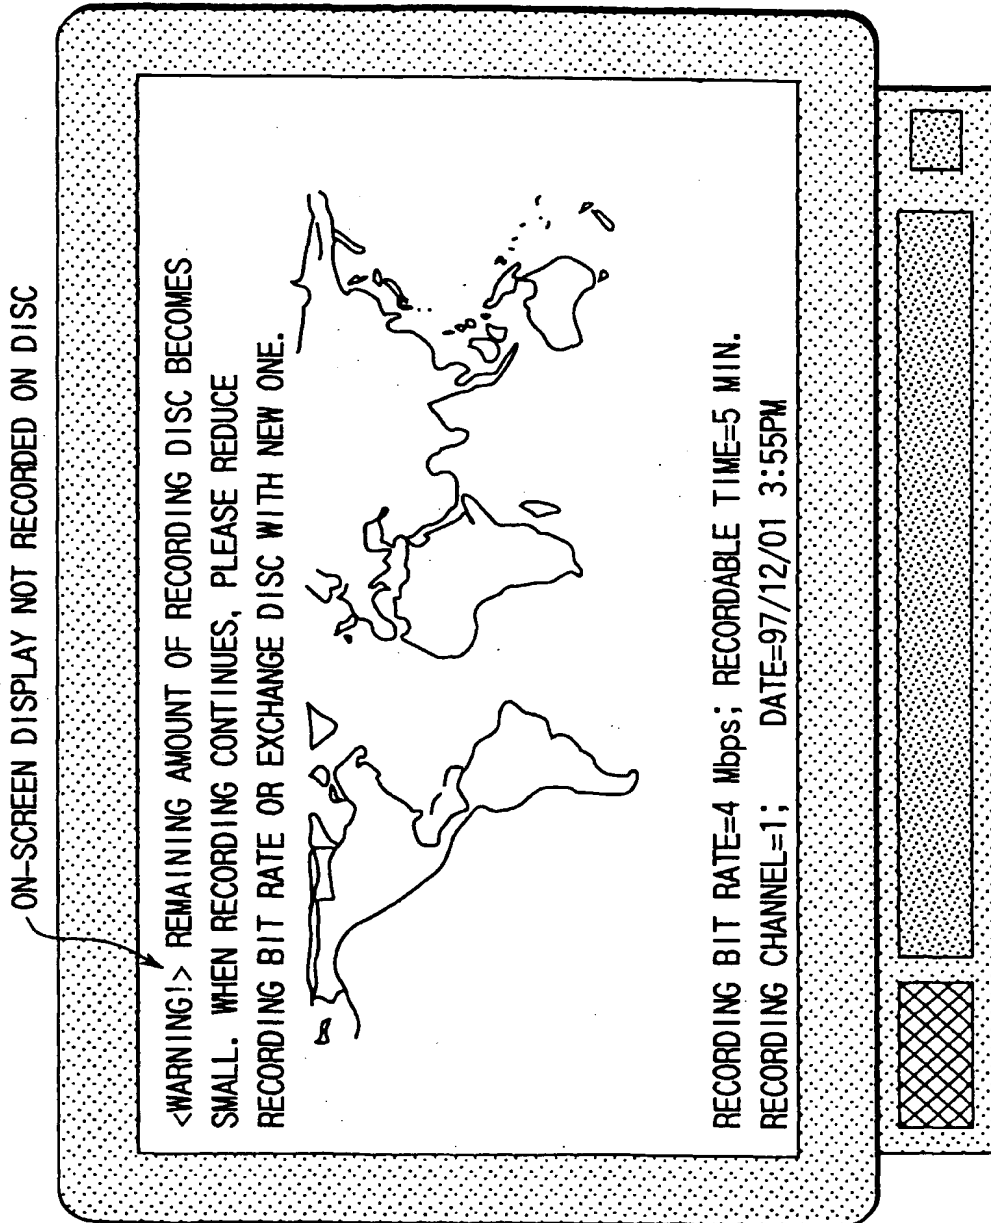 ON-SCREEN DISPLAY NOT RECORDED ON DISC
<WARNING!> REMAINING AMOUNT OF RECORDING DISC BECOMES
SMALL. WHEN RECORDING CONTINUES, PLEASE REDUCE
RECORDING BIT RATE OR EXCHANGE DISC WITH NEW ONE.
RECORDING BIT RATE=4 Mbps; RECORDABLE TIME=5 MIN.
RECORDING CHANNEL=1; DATE=97/12/01 3:55PM